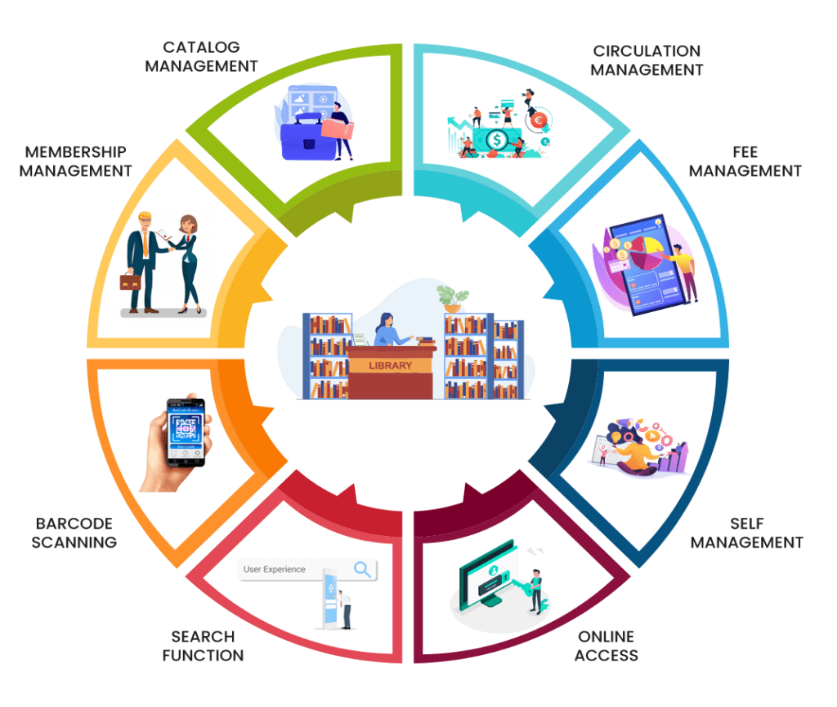 CATALOG
MANAGEMENT
CIRCULATION
MANAGEMENT
MEMBERSHIP
MANAGEMENT
FEE
MANAGEMENT
LIBRARY
BARCODE
SCANNING
SELF
MANAGEMENT
User Experience
SEARCH
FUNCTION
ONLINE
ACCESS